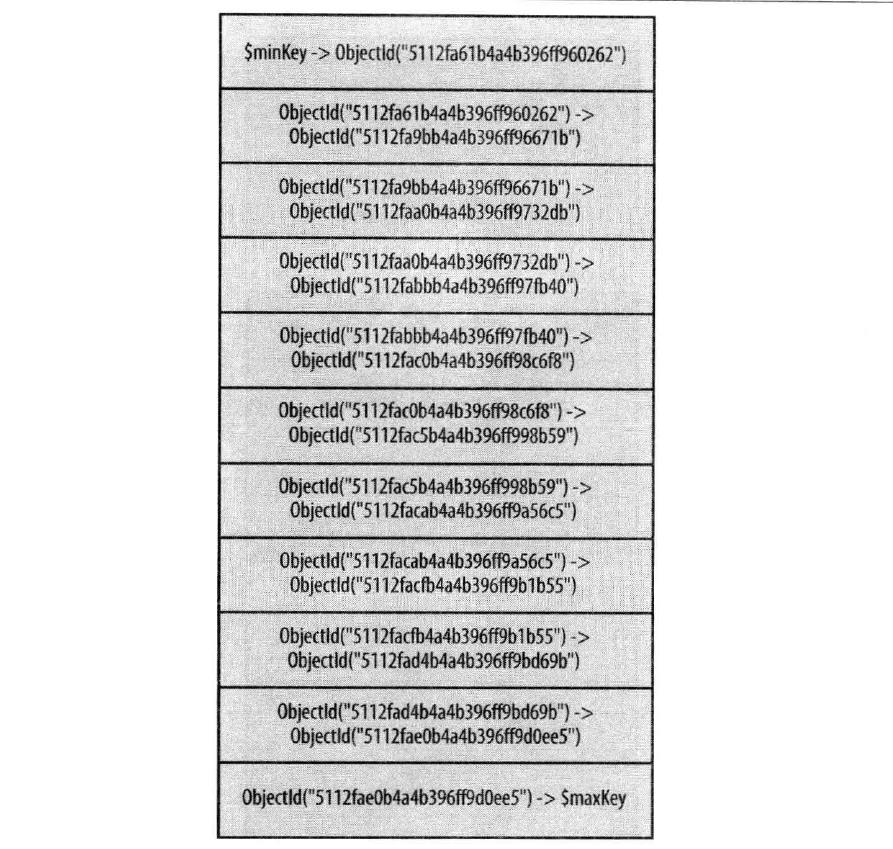 $minKey -> ObjectId("5112fa61b4a4b396ff960262")
ObjectId("5112fa61b4a4b396ff960262") ->
ObjectId("5112fa9bb4a4b396ff96671b")
ObjectId("5112fa9bb4a4b396ff96671b") ->
ObjectId("5112faa0b4a4b396ff9732db")
ObjectId("5112faa0b4a4b396ff9732db") ->
ObjectId("5112fabbb4a4b396ff97fb40")
ObjectId("5112fabbb4a4b396ff97fb40") ->
ObjectId("5112fac0b4a4b396ff98c6f8")
ObjectId("5112fac0b4a4b396ff98c6f8") ->
ObjectId("5112fac5b4a4b396ff998b59")
ObjectId("5112fac5b4a4b396ff998b59") ->
ObjectId("5112facab4a4b396ff9a56c5")
ObjectId("5112facab4a4b396ff9a56c5") ->
ObjectId("5112facfb4a4b396ff9b1b55")
ObjectId("5112facfb4a4b396ff9b1b55") ->
ObjectId("5112fad4b4a4b396ff9bd69b")
ObjectId("5112fad4b4a4b396ff9bd69b") ->
ObjectId("5112fae0b4a4b396ff9d0ee5")
ObjectId("5112fae0b4a4b396ff9d0ee5") -> $maxKey